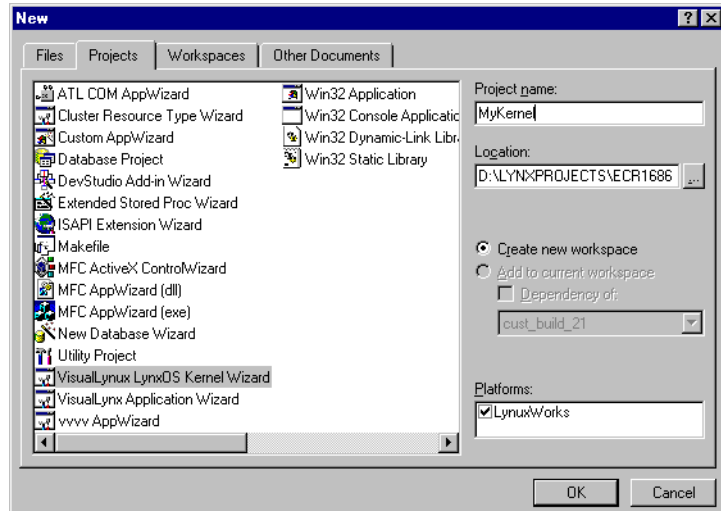 New
Files Projects Workspaces Other Documents
ATL COM AppWizard
Cluster Resource Type Wizard
Custom AppWizard
Database Project
DevStudio Add-in Wizard
Extended Stored Proc Wizard
ISAPI Extension Wizard
Makefile
MFC ActiveX ControlWizard
MFC AppWizard (dll)
MFC AppWizard (exe)
New Database Wizard
Utility Project
VisualLynux LynxOS Kernel Wizard
VisualLynx Application Wizard
vvvv AppWizard
Win32 Application
Win32 Console Applicatic
Win32 Dynamic-Link Libr
Win32 Static Library
Project name:
MyKernel
Location:
D:\LYNXPROJECTS\ECR1686
...
Create new workspace
Add to current workspace
Dependency of:
cust_build_21
Platforms:
LynuxWorks
OK Cancel